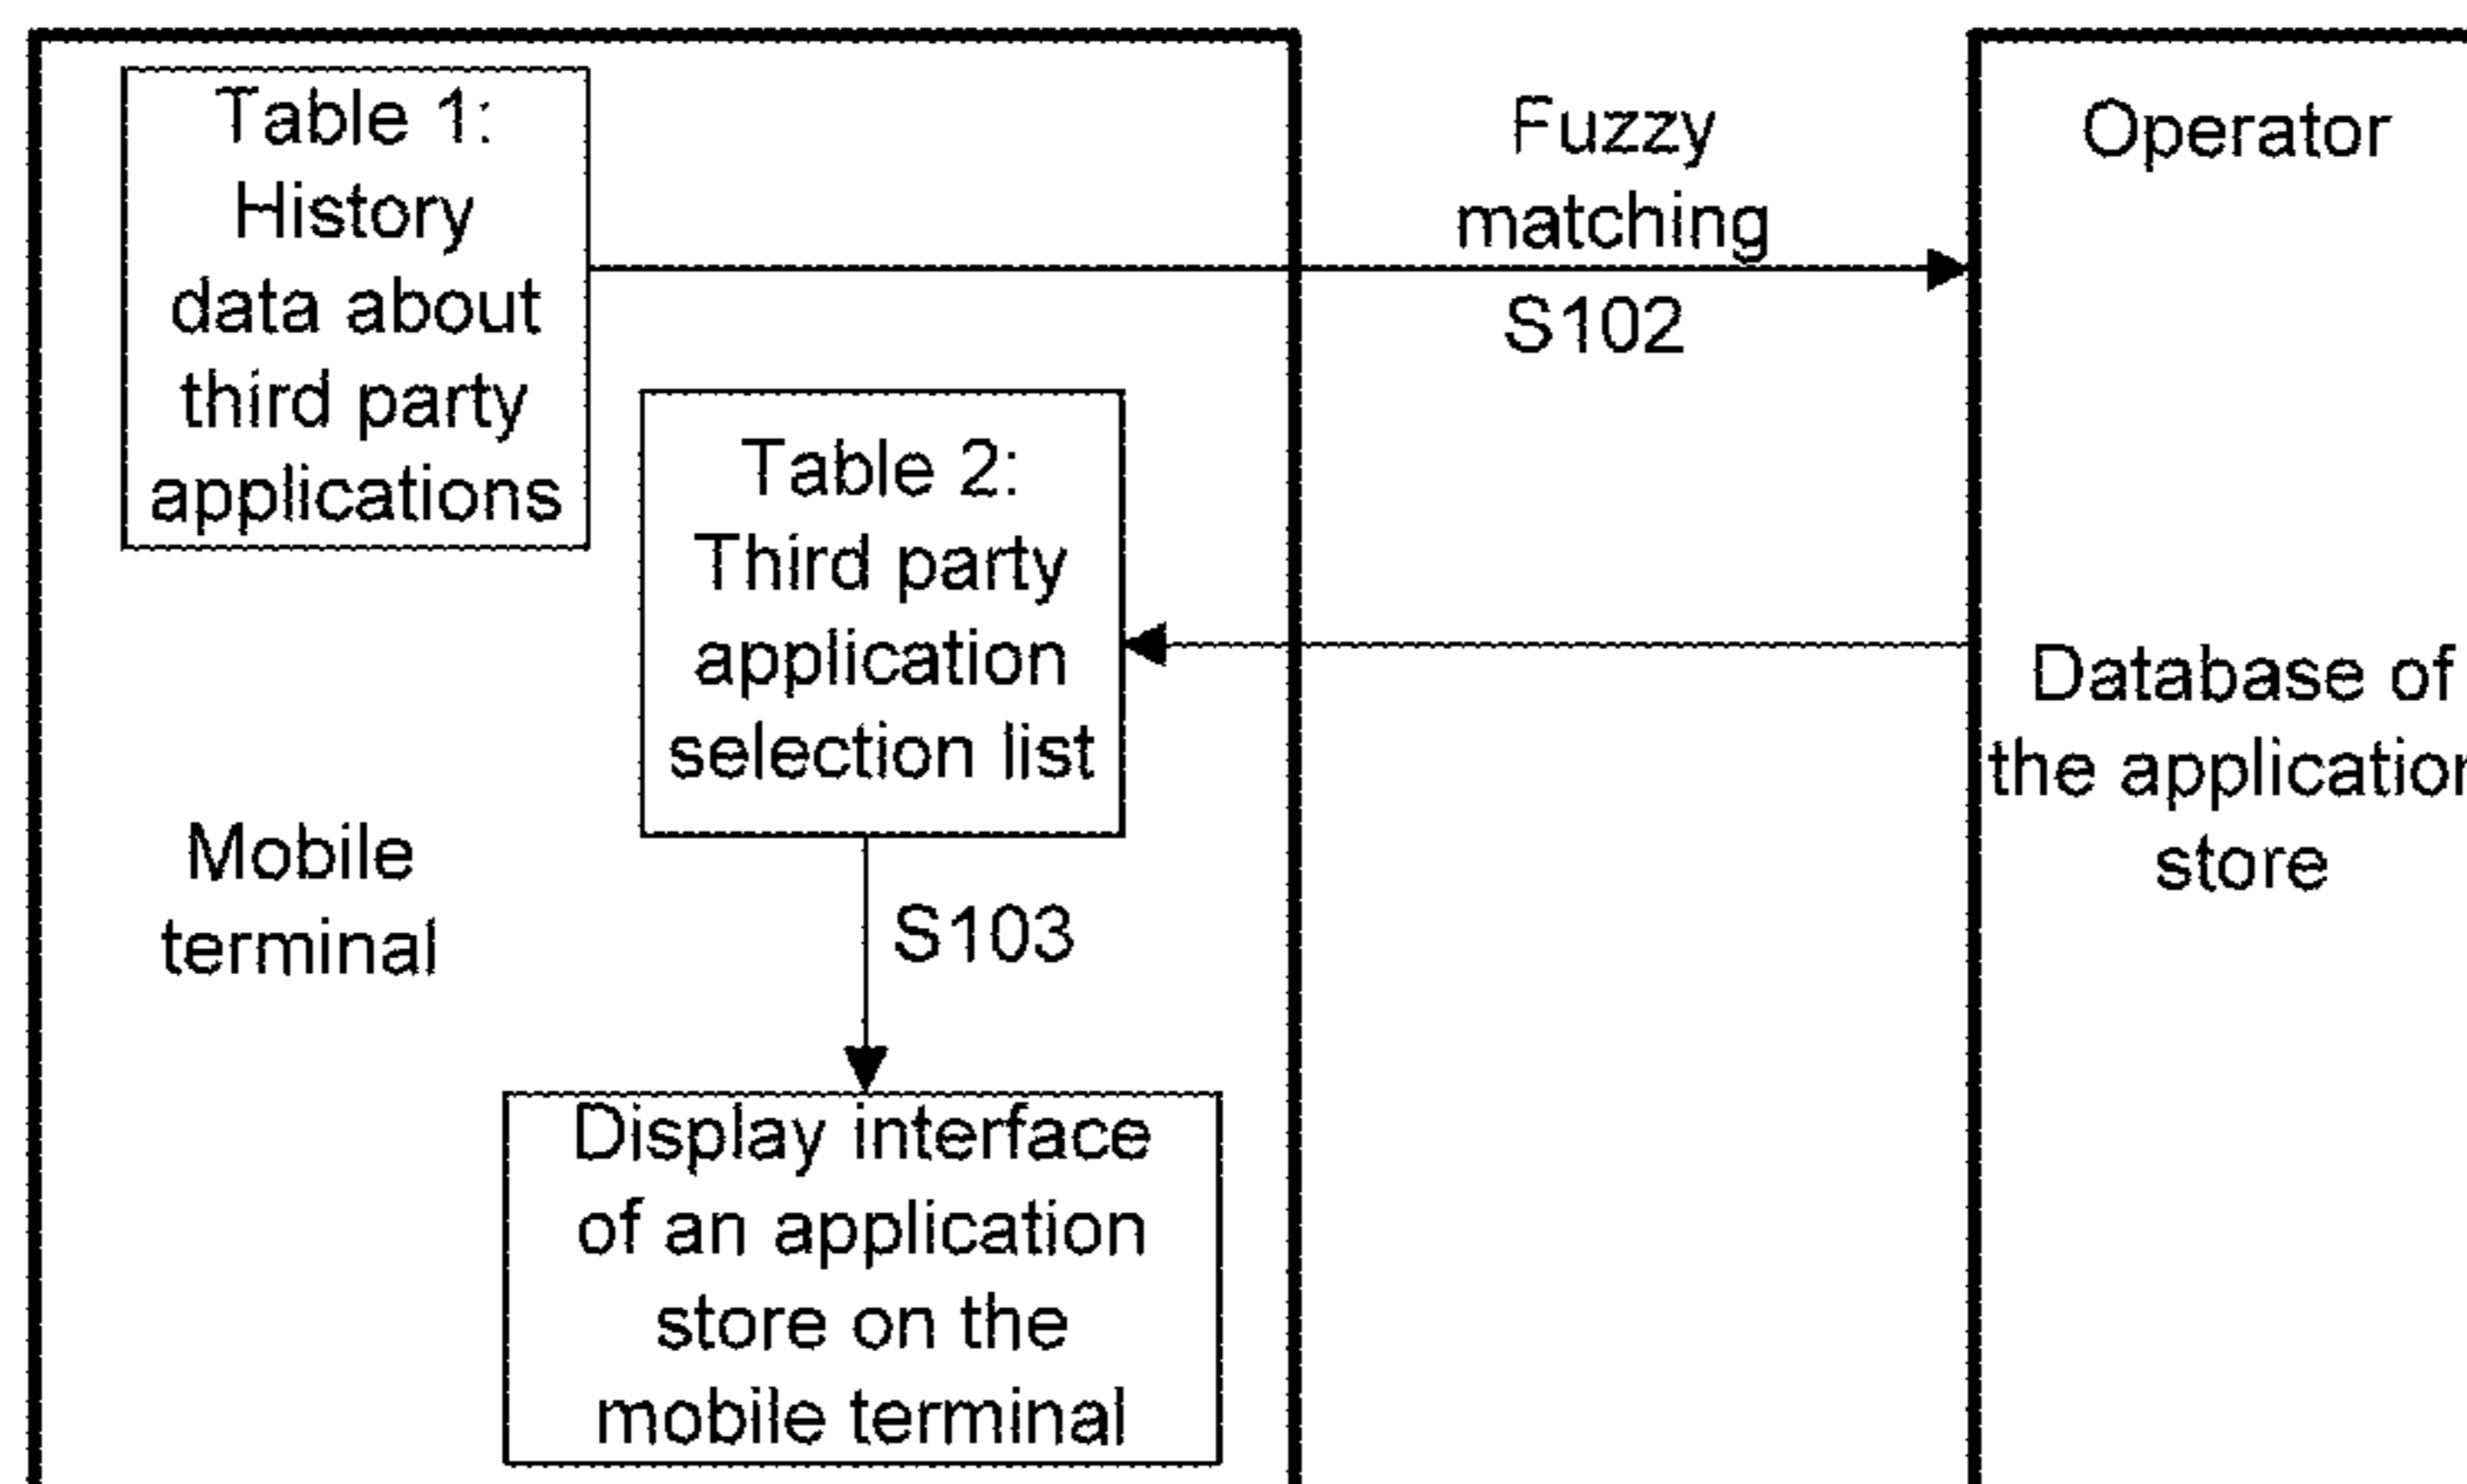 Table 1:
History
data about
third party
applications
Fuzzy
matching
S102
Operator
Table 2:
Third party
application
selection list
Database of
the application
store
Mobile
terminal
S103
Display interface
of an application
store on the
mobile terminal